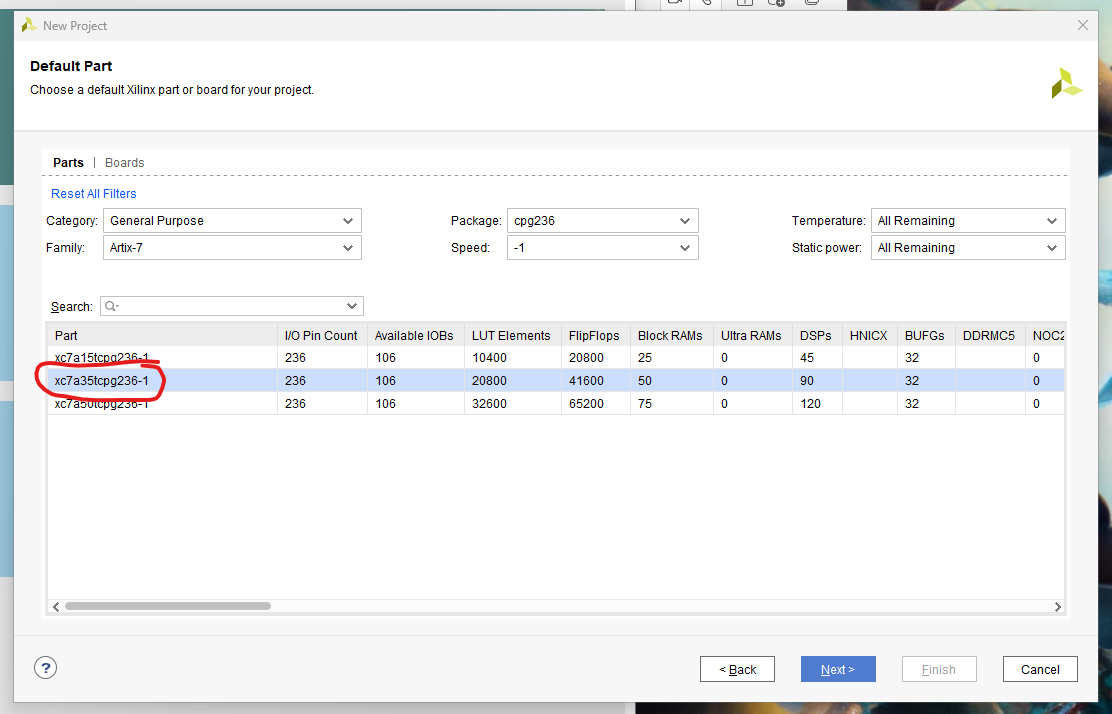 New Project
Default Part
Choose a default Xilinx part or board for your project.
Parts | Boards
Reset All Filters
Category: General Purpose Package: cpg236 Temperature: All Remaining
Family: Artix-7 Speed: -1 Static power: All Remaining
Search: Q-
Part I/O Pin Count Available IOBs LUT Elements FlipFlops Block RAMs Ultra RAMs DSPs HNICX BUFGs DDRMC5 NOC2
xc7a15tcpg236-1 236 106 10400 20800 25 0 45 32 0
xc7a35tcpg236-1 236 106 20800 41600 50 0 90 32 0
xc7a50tcpg236-1 236 106 32600 65200 75 0 120 32 0
? < Back Next > Finish Cancel